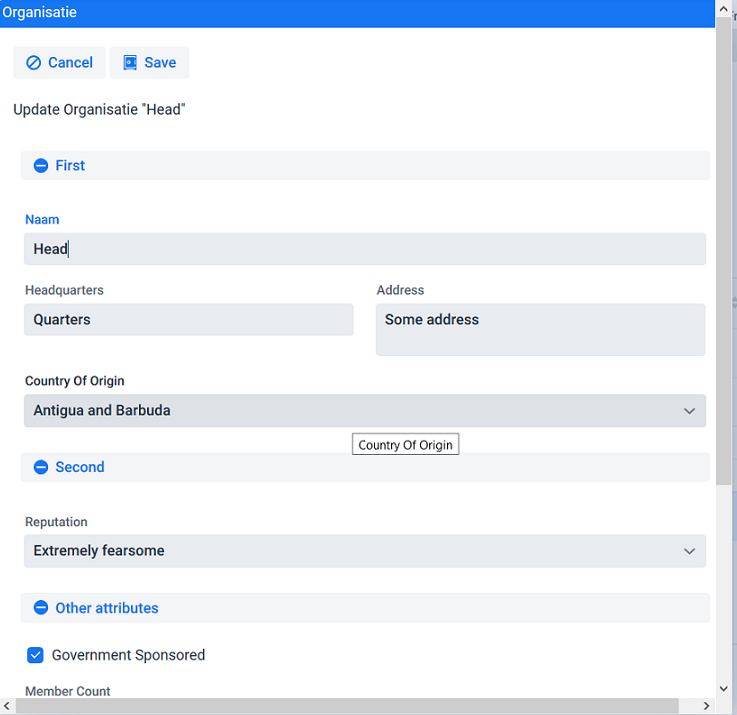 Organisatie
Cancel Save
Update Organisatie "Head"
First
Naam
Head
Headquarters Address
Quarters Some address
Country Of Origin
Antigua and Barbuda
Country Of Origin
Second
Reputation
Extremely fearsome
Other attributes
Government Sponsored
Member Count